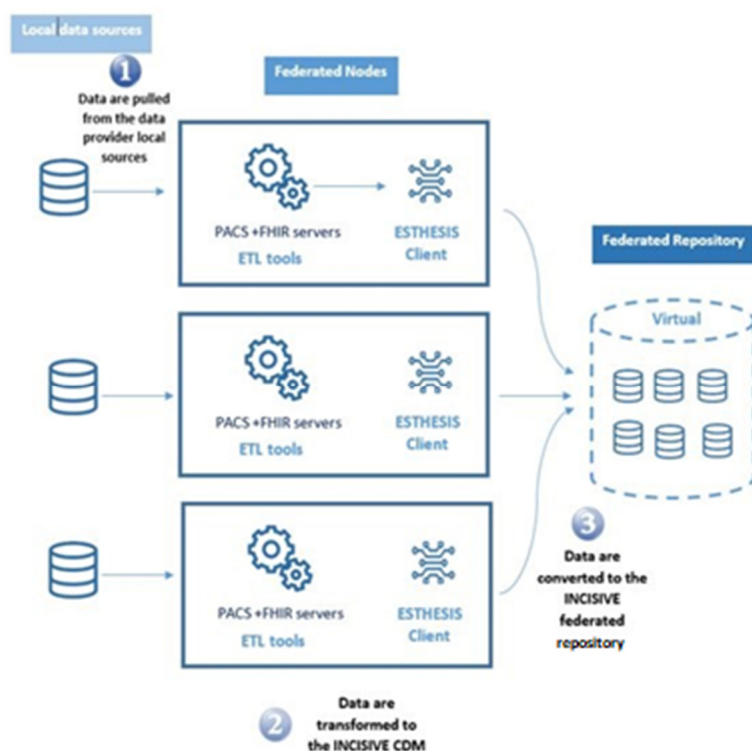 Local data sources
1
Data are pulled
from the data
provider local
sources
Federated Nodes
PACS +FHIR servers
ETL tools
ESTHESIS
Client
PACS +FHIR servers
ETL tools
ESTHESIS
Client
PACS +FHIR servers
ETL tools
ESTHESIS
Client
Federated Repository
Virtual
3
Data are
converted to the
INCISIVE
federated
repository
2
Data are
transformed to
the INCISIVE CDM